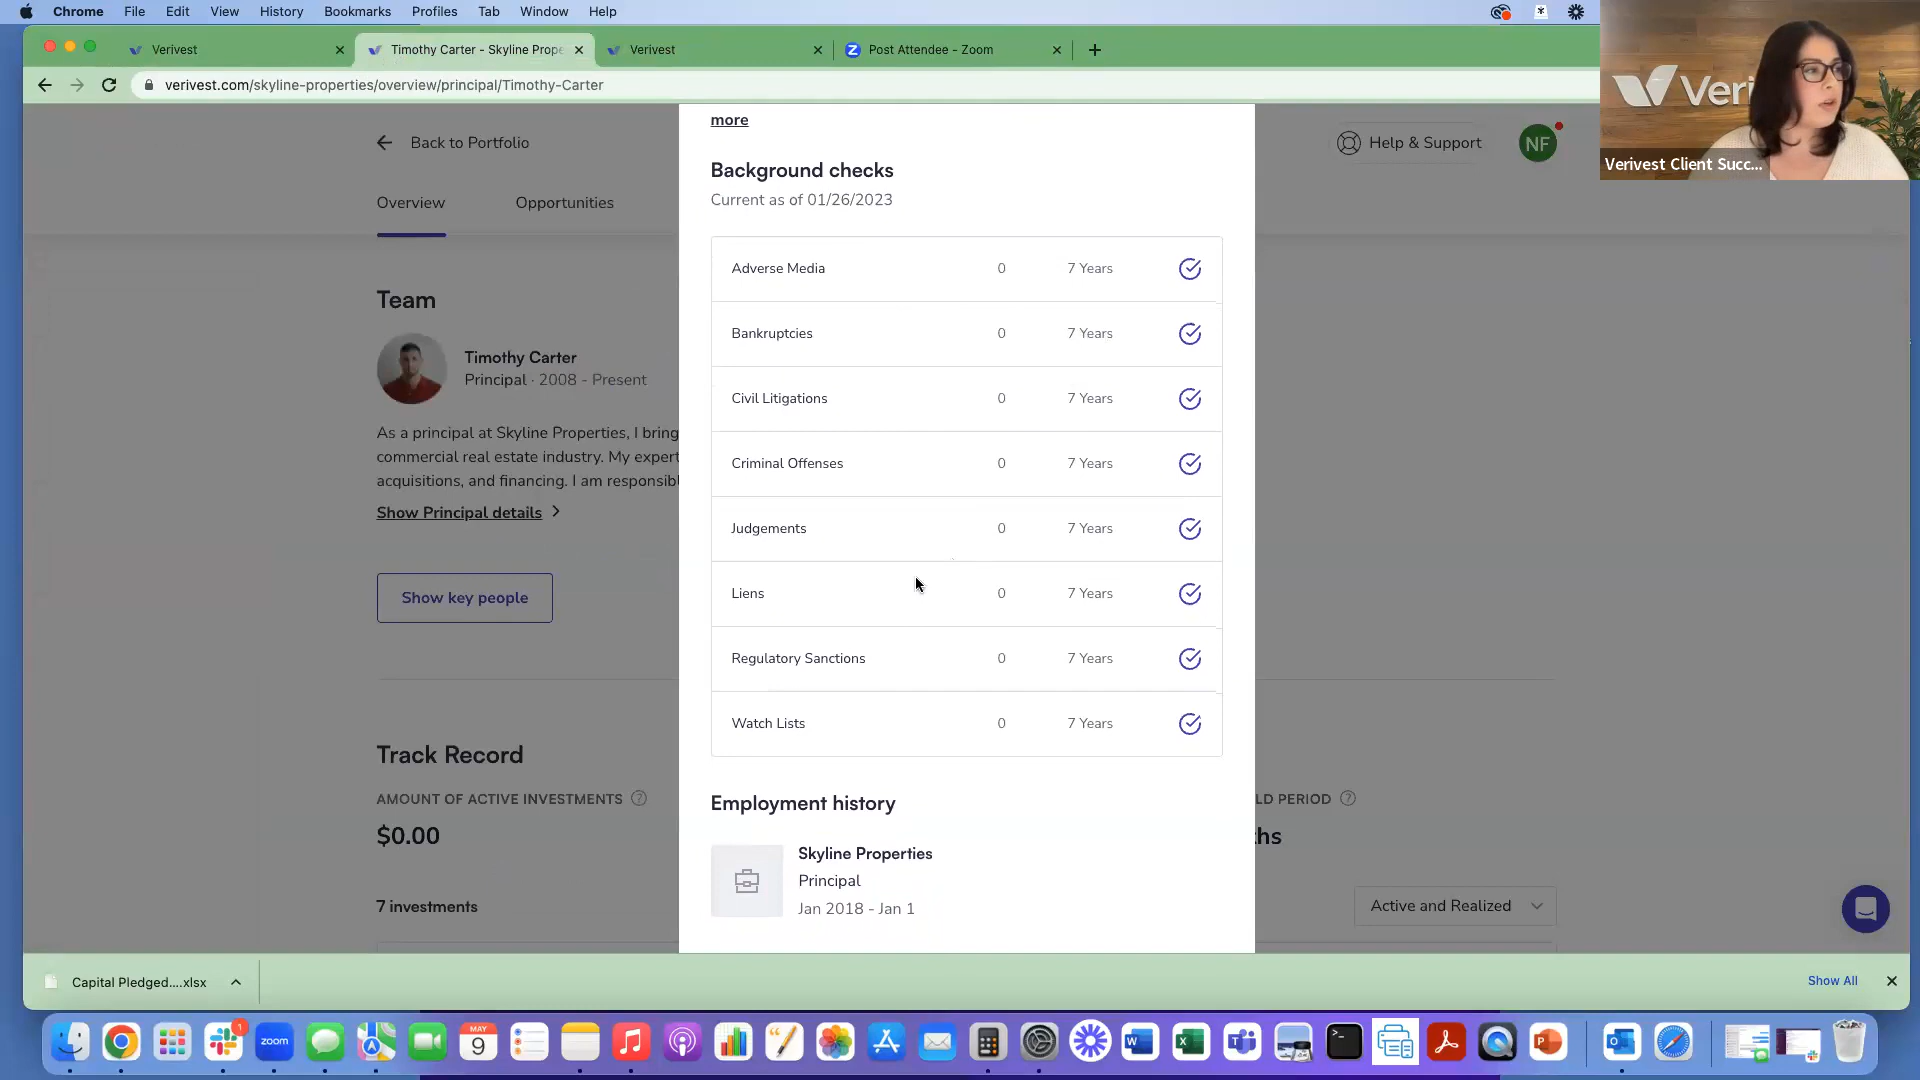 Chrome File Edit View History Bookmarks Profiles Tab Window Help
Verivest
Timothy Carter - Skyline Prope
Verivest
Post Attendee - Zoom
verivest.com/skyline-properties/overview/principal/Timothy-Carter
Veri
Verivest Client Succ...
Back to Portfolio
more
Help & Support
NF
Overview Opportunities
Background checks
Current as of 01/26/2023
Adverse Media 0 7 Years
Bankruptcies 0 7 Years
Civil Litigations 0 7 Years
Criminal Offenses 0 7 Years
Judgements 0 7 Years
Liens 0 7 Years
Regulatory Sanctions 0 7 Years
Watch Lists 0 7 Years
Employment history
Skyline Properties
Principal
Jan 2018 - Jan 1
Team
Timothy Carter
Principal · 2008 - Present
As a principal at Skyline Properties, I bring
commercial real estate industry. My expert
acquisitions, and financing. I am responsibl
Show Principal details
Show key people
Track Record
AMOUNT OF ACTIVE INVESTMENTS ?
$0.00
LD PERIOD ?
ths
7 investments
Active and Realized
Capital Pledged....xlsx
Show All
1
zoom
MAY
9